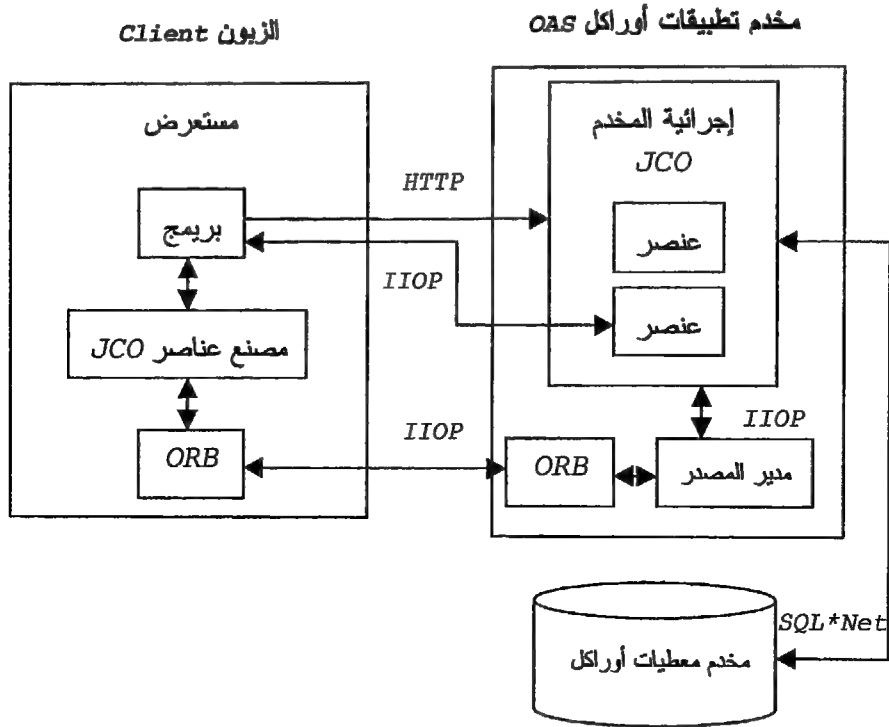 مخدم تطبيقات أوراكل OAS
الزبون Client
إجرائية المخدم
JCO
عنصر
عنصر
مستعرض
بريمج
مصنع عناصر JCO
ORB
HTTP
IIOP
IIOP
IIOP
ORB
مدير المصدر
SQL*Net
مخدم معطيات أوراكل